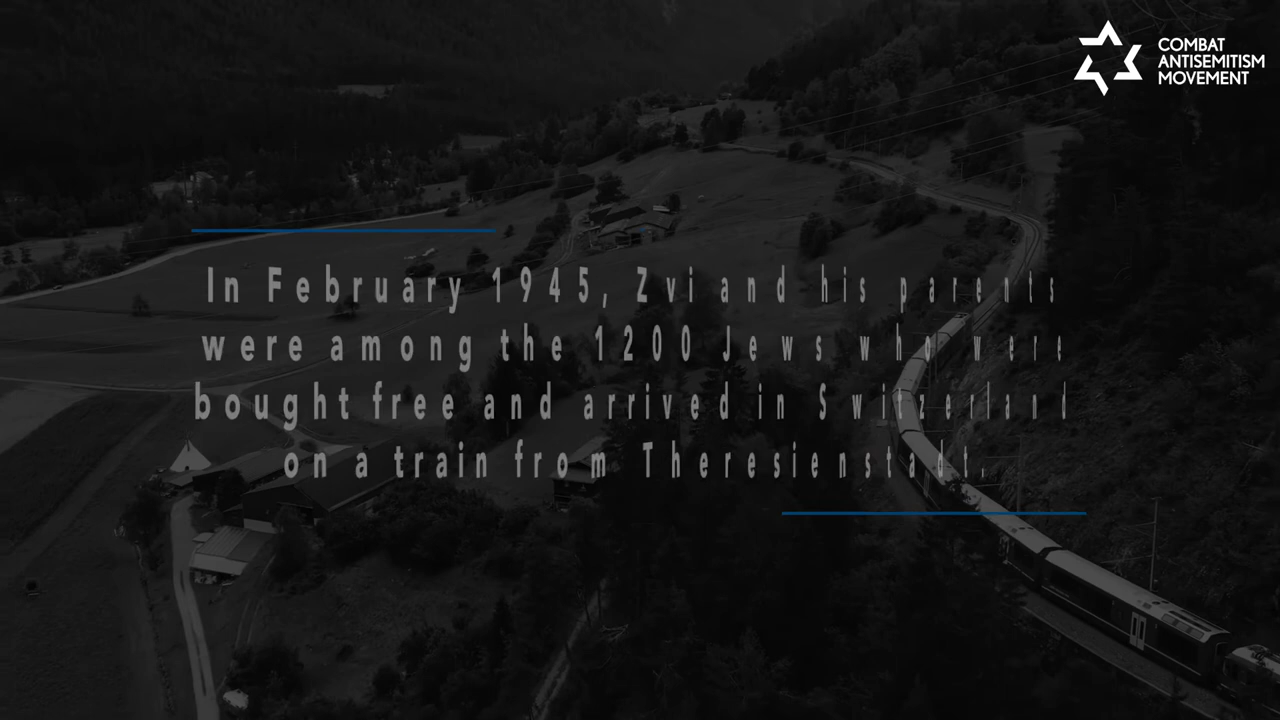 COMBAT
ANTISEMITISM
MOVEMENT
In February 1945, Zvi and his parents
were among the 1200 Jews who were
bought free and arrived in Switzerland
on a train from Theresienstadt.